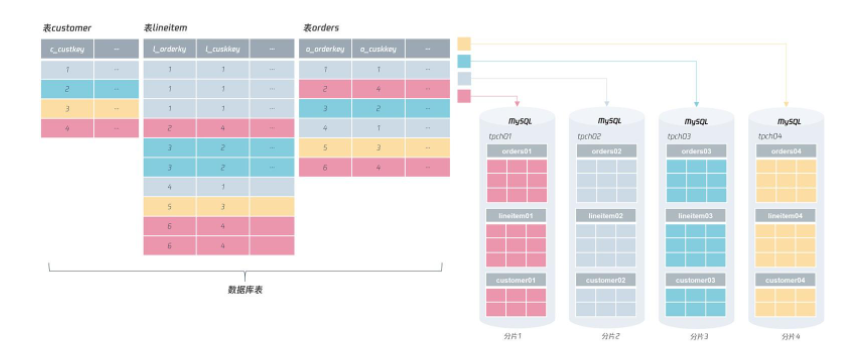 表customer
c_custkey ...
1 ...
2 ...
3 ...
4 ...
表lineitem
l_orderky l_cuskkey ...
1 1 ...
1 1 ...
1 1 ...
2 4 ...
3 2 ...
3 2 ...
4 1
5 3 ...
6 4 ...
6 4 ...
表orders
o_orderkey o_cuskkey ...
1 1 ...
2 4 ...
3 2 ...
4 1 ...
5 3 ...
6 4 ...
数据库表
MySQL
tpch01
orders01
lineitem01
customer01
分片1
MySQL
tpch02
orders02
lineitem02
customer02
分片2
MySQL
tpch03
orders03
lineitem03
customer03
分片3
MySQL
tpch04
orders04
lineitem04
customer04
分片4